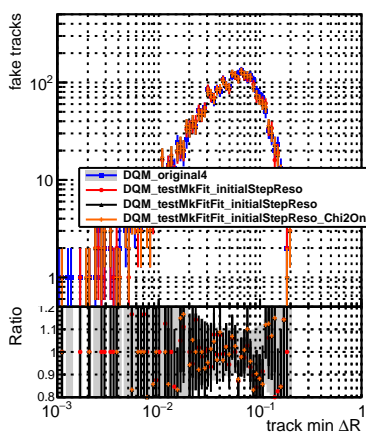 fake tracks
10²
10
1
DQM_original4
DQM_testMkFit_initialStepReso
DQM_testMkFitFit_initialStepReso
DQM_testMkFitFit_initialStepReso_Chi2On
Ratio
1.2
1.1
1
0.9
0.8
10⁻³ 10⁻² 10⁻¹ 1
track min ΔR